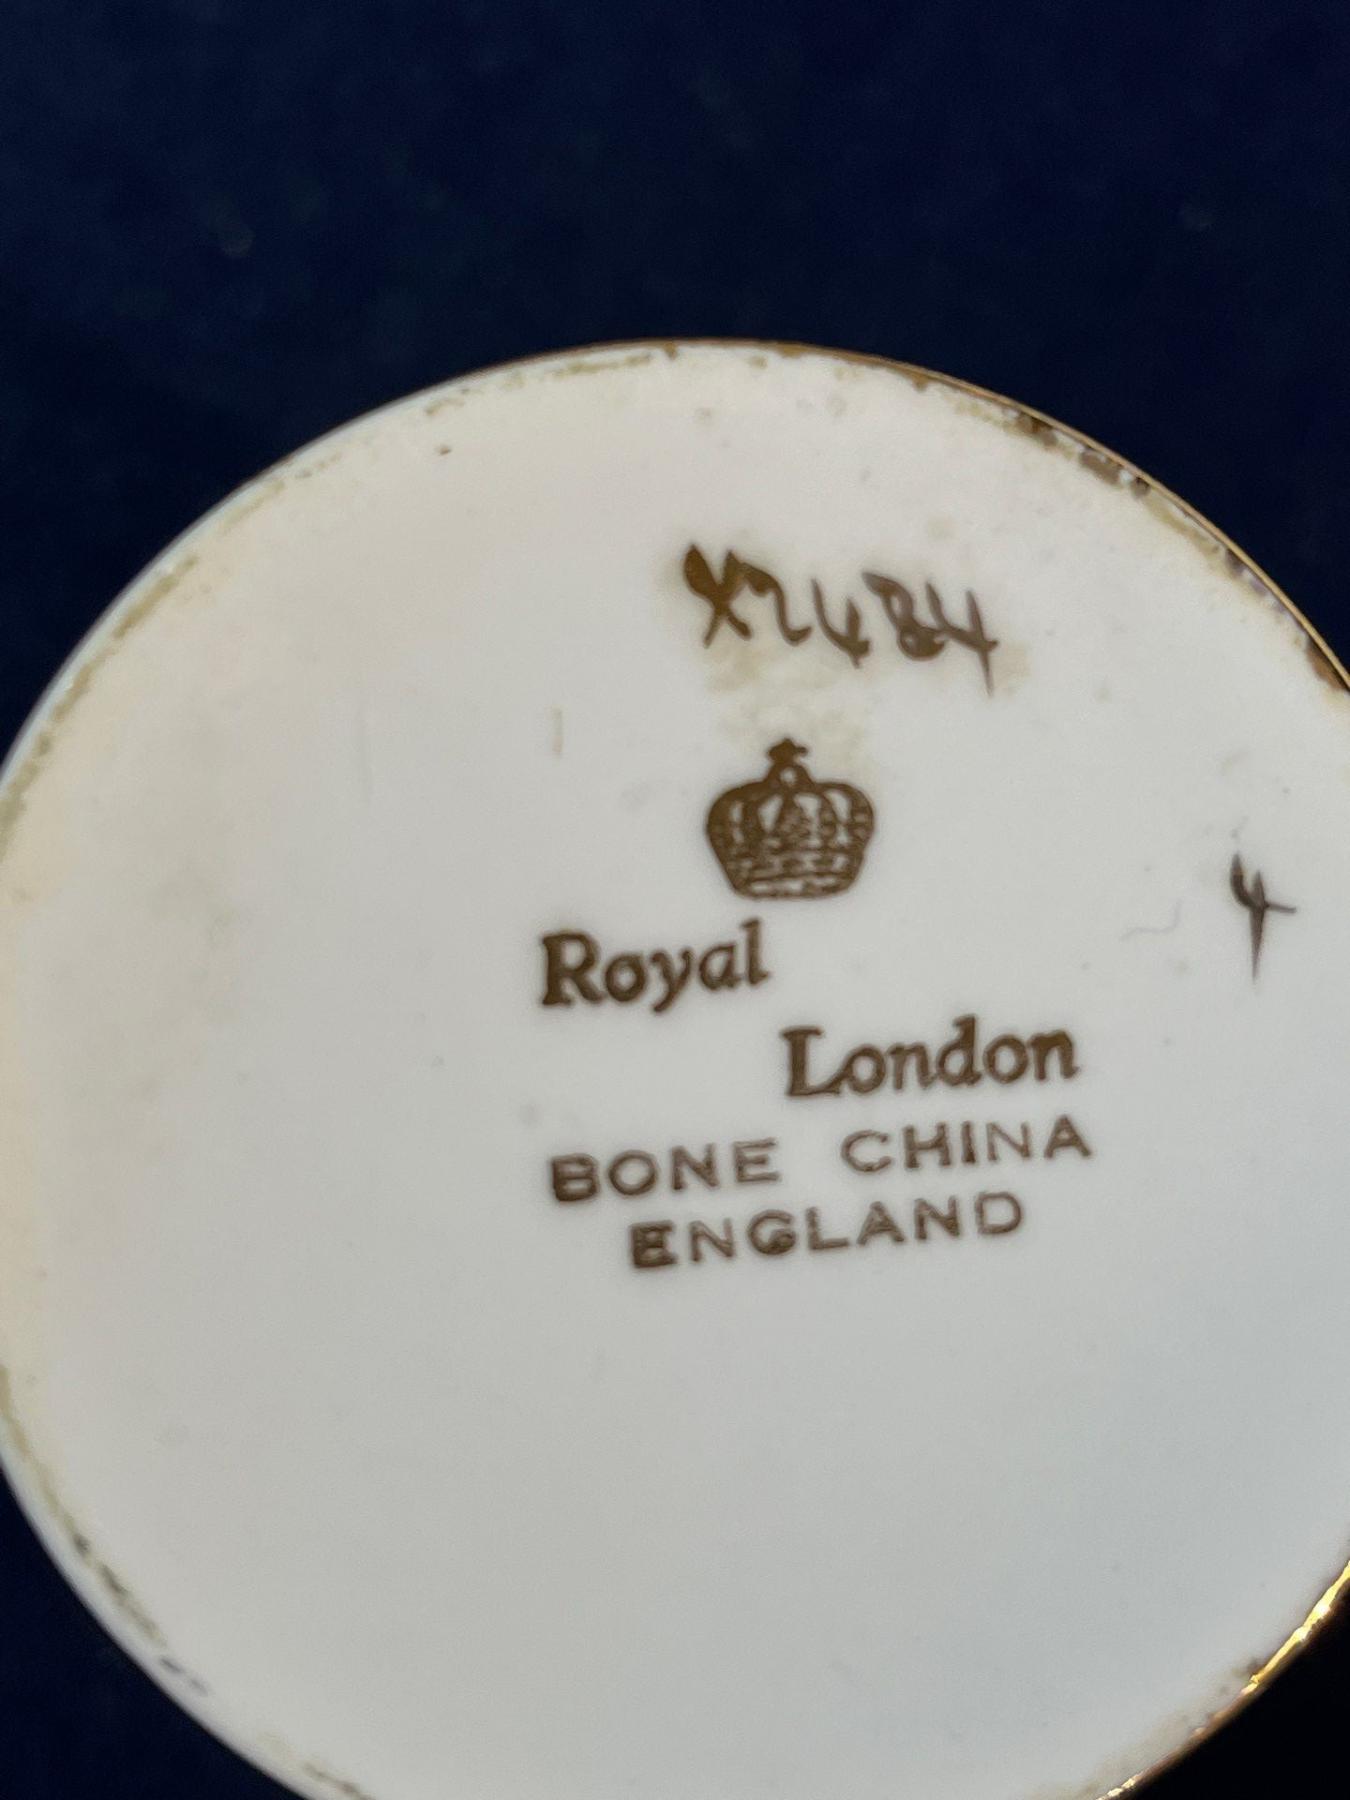 X2484
4
Royal
London
BONE CHINA
ENGLAND